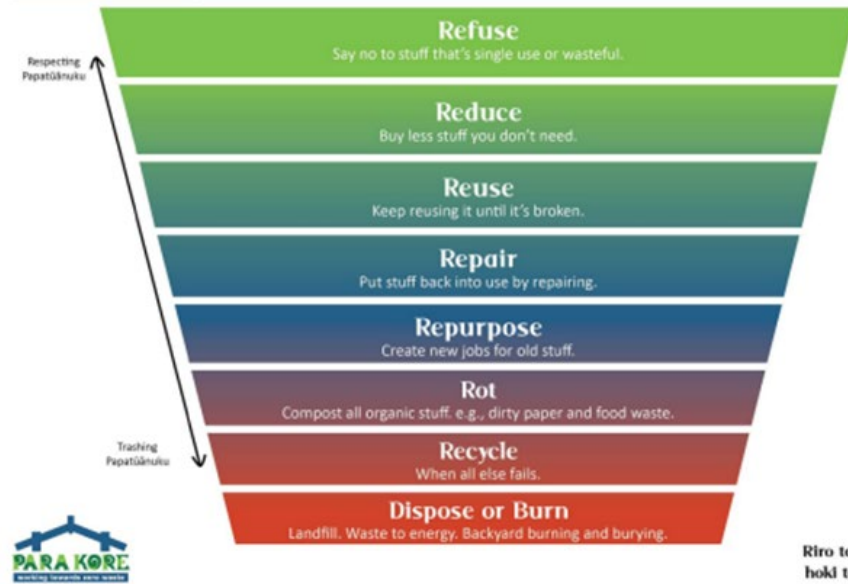 Refuse
Say no to stuff that's single use or wasteful.
Respecting
Papatūānuku
Reduce
Buy less stuff you don't need.
Reuse
Keep reusing it until it's broken.
Repair
Put stuff back into use by repairing.
Repurpose
Create new jobs for old stuff.
Rot
Compost all organic stuff. e.g., dirty paper and food waste.
Trashing
Papatūānuku
Recycle
When all else fails.
Dispose or Burn
Landfill. Waste to energy. Backyard burning and burying.
PARA KORE
working towards zero waste
Riro
hoki